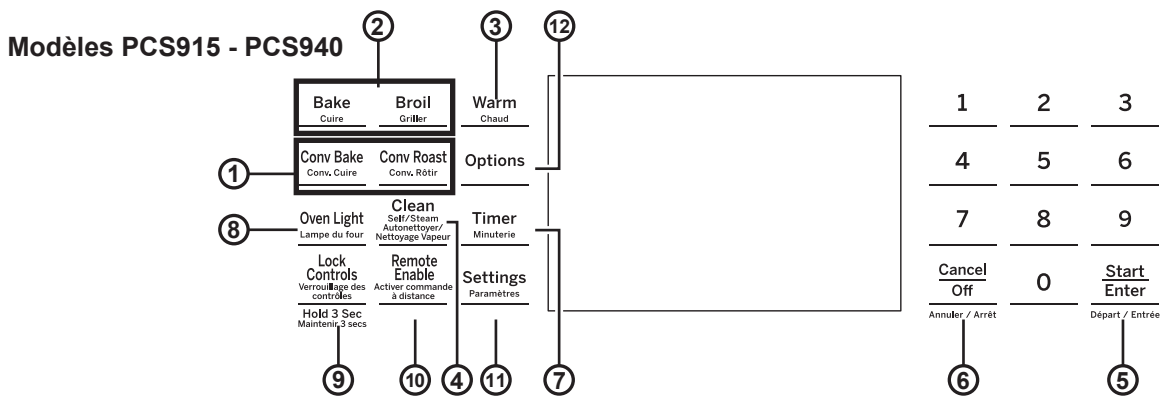 Modèles PCS915 - PCS940
2
3
12
Bake
Cuire
Broil
Griller
Warm
Chaud
1
2
3
1
Conv Bake
Conv. Cuire
Conv Roast
Conv. Rôtir
Options
4
5
6
8
Oven Light
Lampe du four
Clean
Self/Steam
Autonettoyer/
Nettoyage Vapeur
Timer
Minuterie
7
8
9
Lock
Controls
Verrouillage des
contrôles
Hold 3 Sec
Maintenir 3 secs
Remote
Enable
Activer commande
à distance
Settings
Paramètres
Cancel
Off
Annuler / Arrêt
0
Start
Enter
Départ / Entrée
9
10
4
11
7
6
5